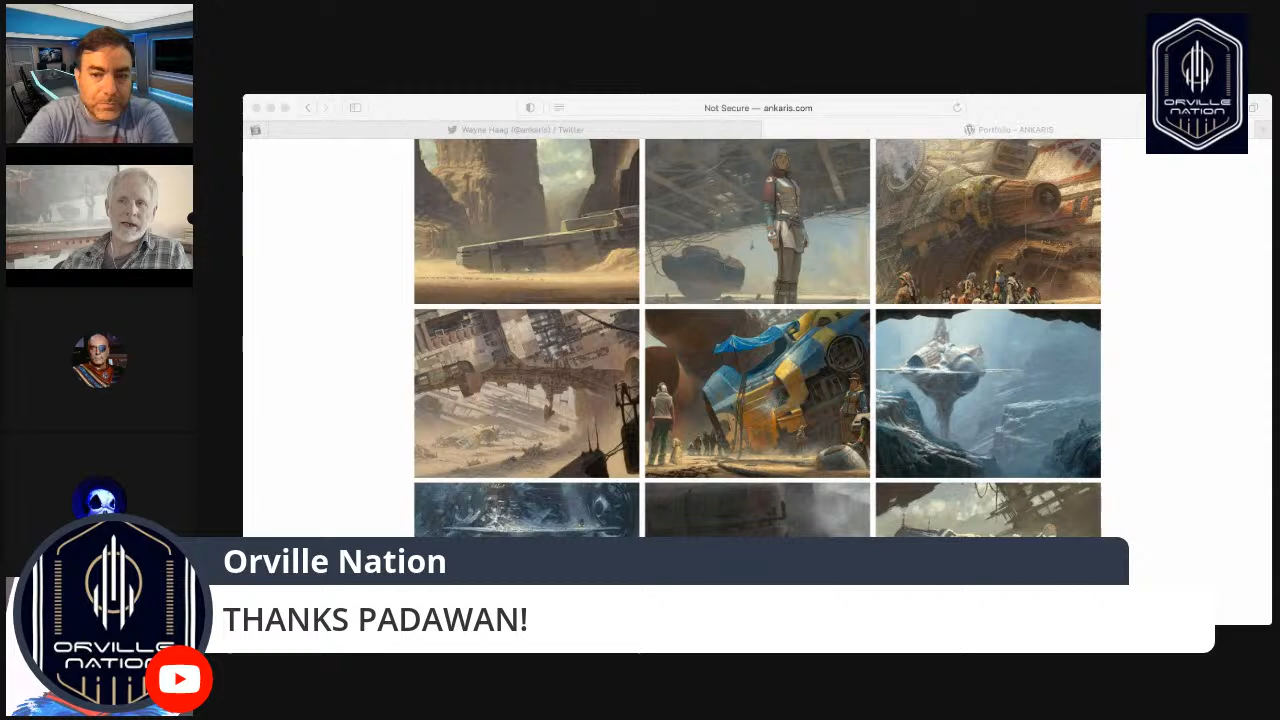 ORVILLE
NATION
Not Secure — ankaris.com
Wayne Haag (@ankaris) / Twitter
Portfolio – ANKARIS
Orville Nation
THANKS PADAWAN!
ORVILLE
NATION